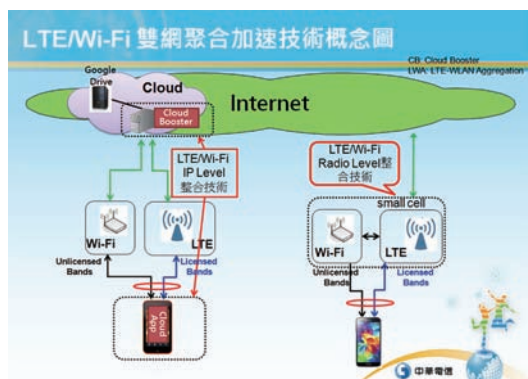 LTE/Wi-Fi 雙網聚合加速技術概念圖
CB: Cloud Booster
LWA: LTE-WLAN Aggregation
Google
Drive
Cloud
Internet
Cloud
Booster
LTE/Wi-Fi
IP Level
整合技術
LTE/Wi-Fi
Radio Level整
合技術
small cell
Wi-Fi
LTE
Wi-Fi
LTE
Unlicensed
Bands
Licensed
Bands
Unlicensed
Bands
Licensed
Bands
Cloud
App
中華電信